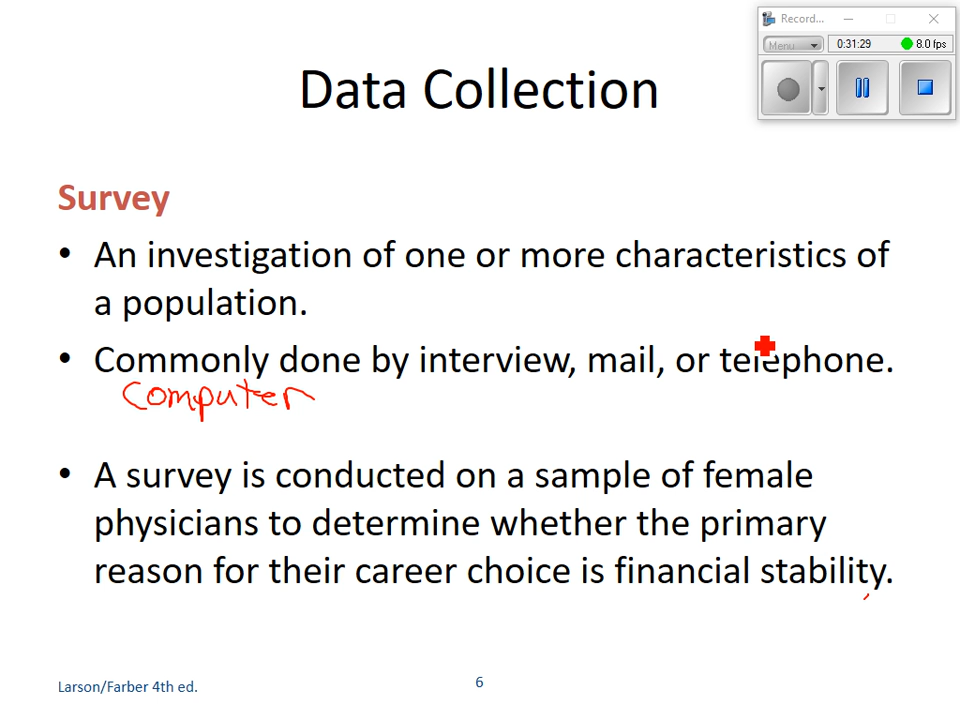 Record...
Menu
0:31:29
8.0 fps
Data Collection
Survey
• An investigation of one or more characteristics of
a population.
• Commonly done by interview, mail, or telephone.
computer
• A survey is conducted on a sample of female
physicians to determine whether the primary
reason for their career choice is financial stability.
Larson/Farber 4th ed.
6